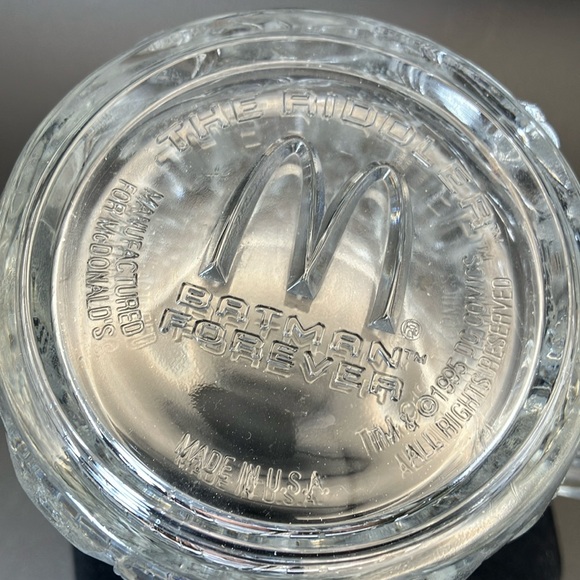 THE RIDDLER
MANUFACTURED
FOR McDONALD'S
M®
BATMAN
FOREVER™
TM & © 1995 DC COMICS
ALL RIGHTS RESERVED
MADE IN U.S.A.